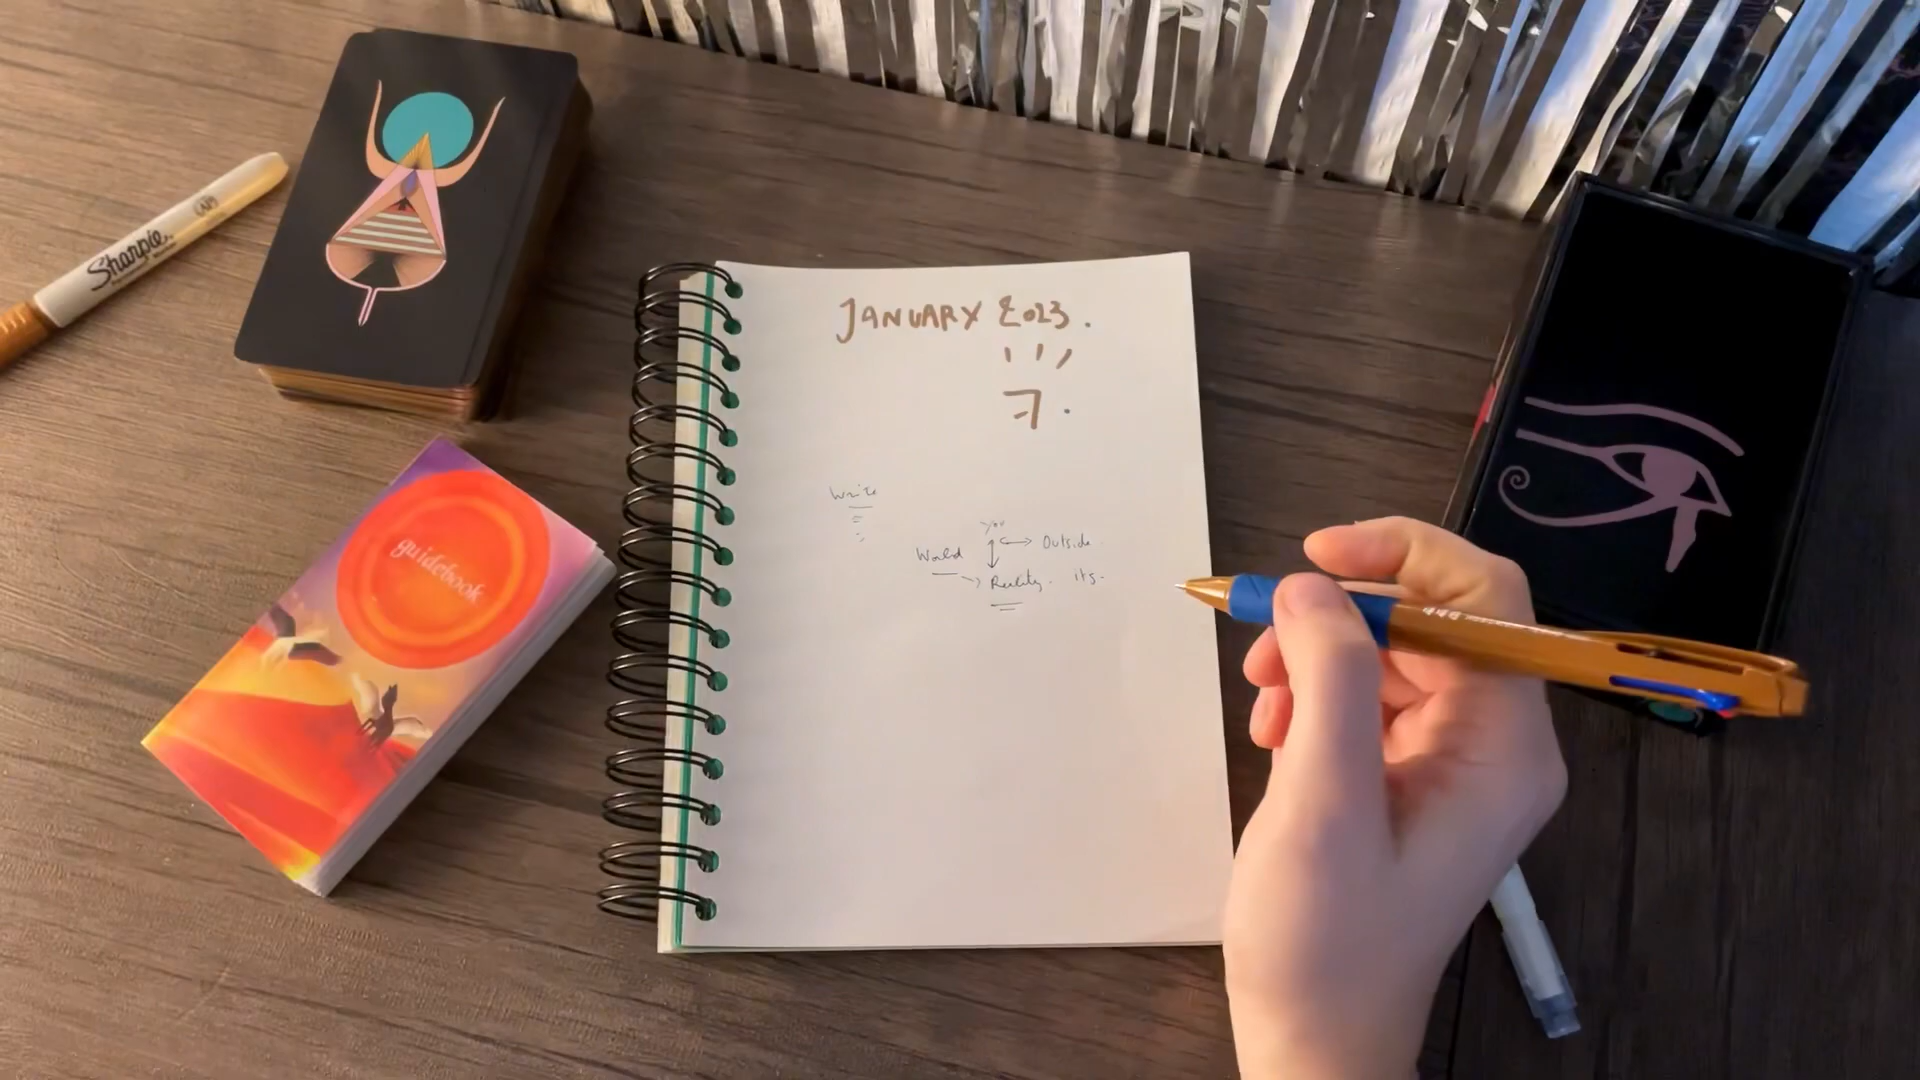 Sharpie
guidebook
JANUARY 2023.
7.
Write
You
World
Outside
Reality. its.